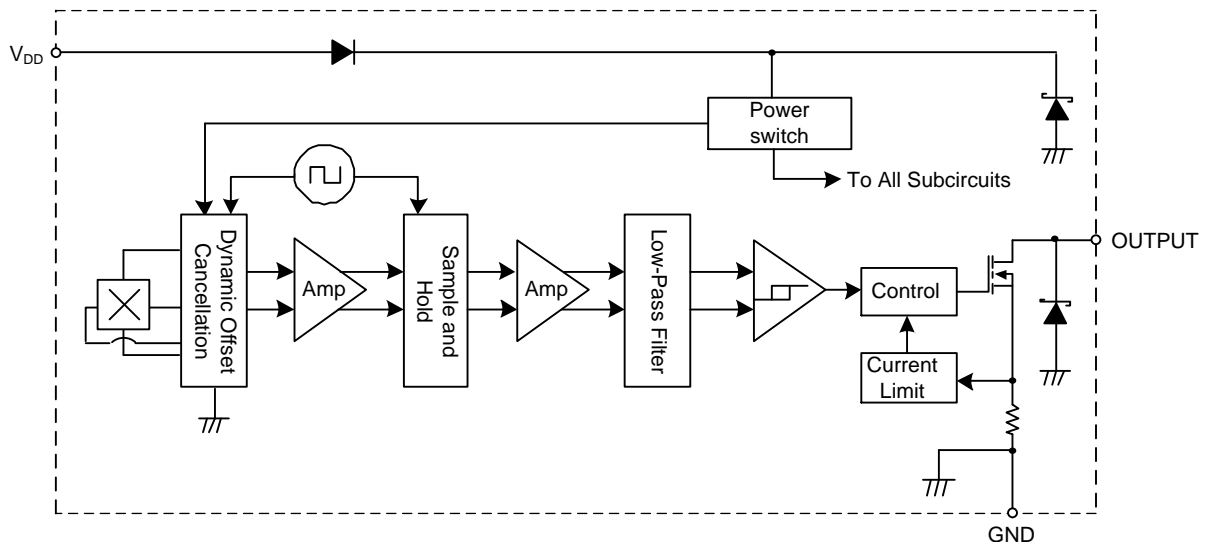 VDD
Power
switch
To All Subcircuits
Dynamic Offset
Cancellation
Amp
Sample and
Hold
Amp
Low-Pass Filter
Control
Current
Limit
OUTPUT
GND